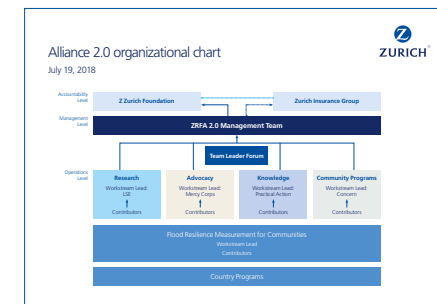 Alliance 2.0 organizational chart
July 19, 2018
ZURICH
Accountability
Level
Z Zurich Foundation
Zurich Insurance Group
Management
Level
ZRFA 2.0 Management Team
Team Leader Forum
Operations
Level
Research
Workstream Lead:
LSE
Contributors
Advocacy
Workstream Lead:
Mercy Corps
Contributors
Knowledge
Workstream Lead:
Practical Action
Contributors
Community Programs
Workstream Lead:
Concern
Contributors
Flood Resilience Measurement for Communities
Workstream Lead
Contributors
Country Programs